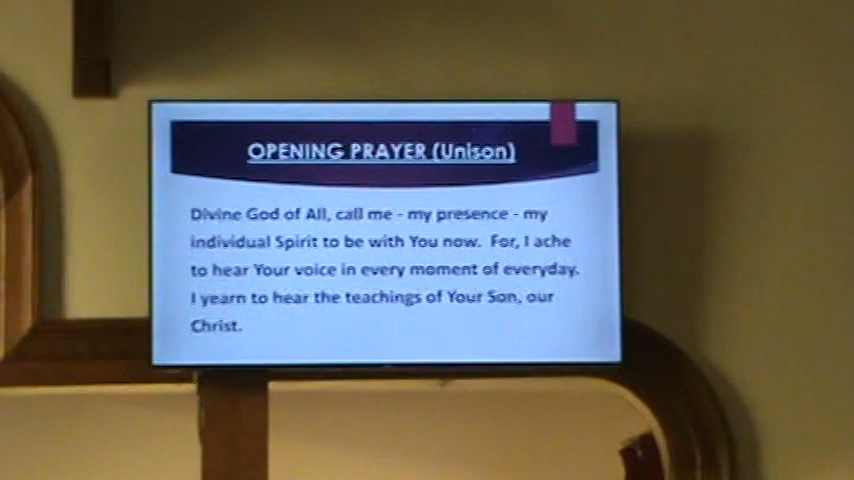 OPENING PRAYER (Unison)
Divine God of All, call me - my presence - my
individual Spirit to be with You now. For, I ache
to hear Your voice in every moment of everyday.
I yearn to hear the teachings of Your Son, our
Christ.